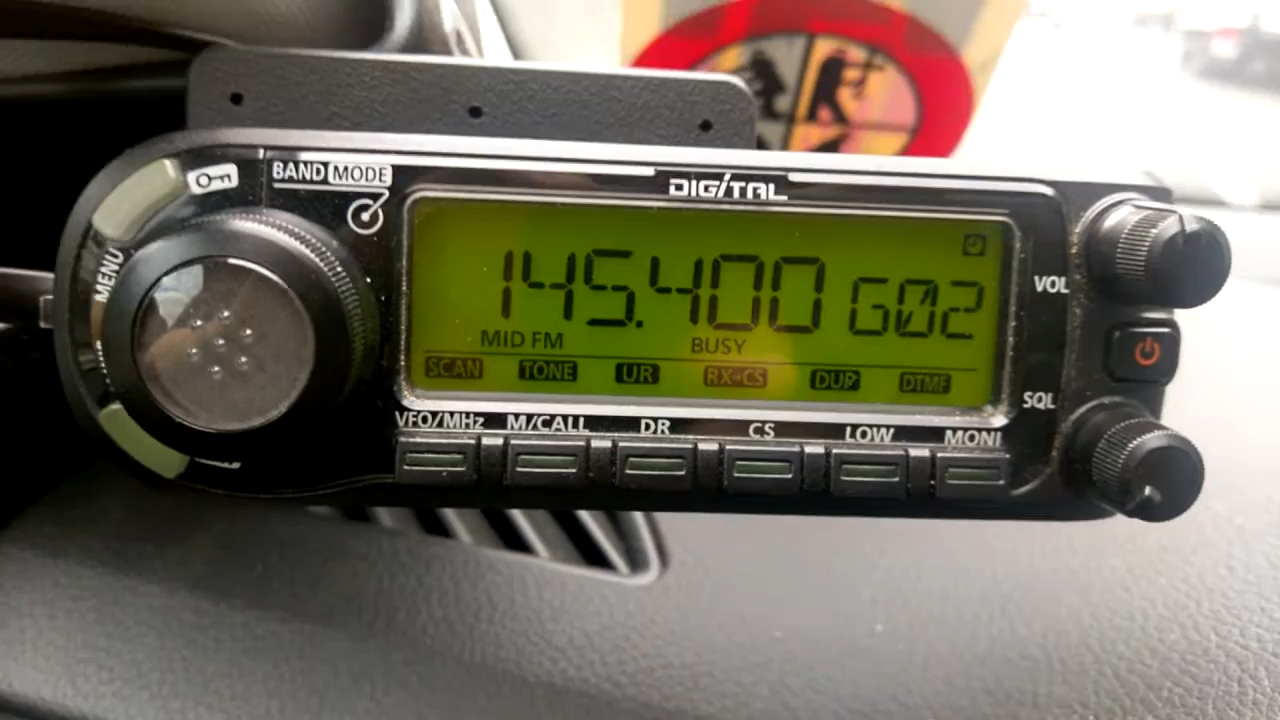 BAND MODE
DIGITAL
MENU
145.400 G02
MID FM BUSY
SCAN TONE UR RX→CS DUP DTMF
VOL
SQL
VFO/MHz M/CALL DR CS LOW MONI